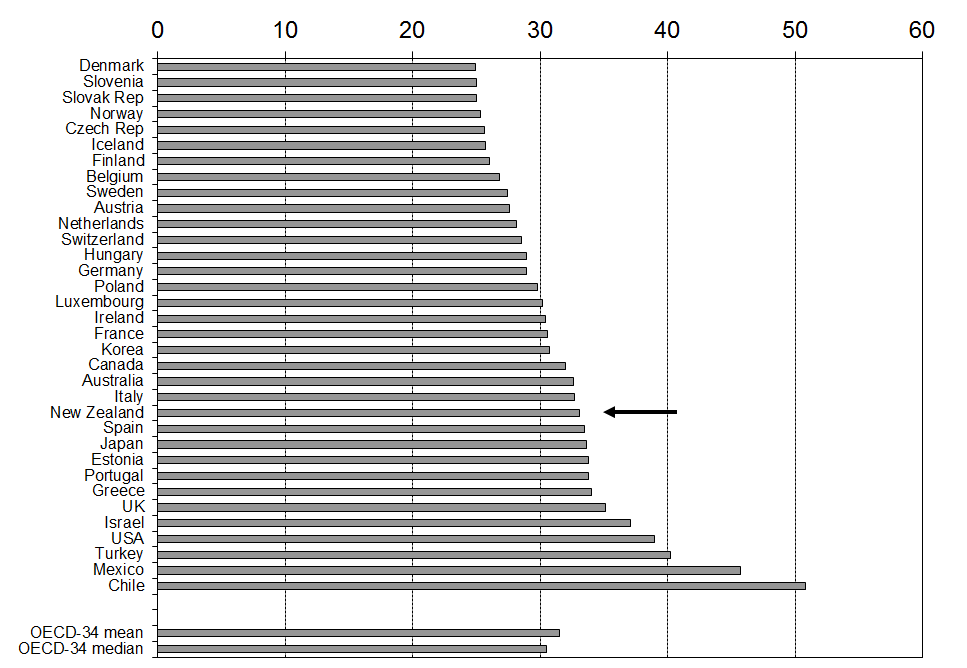 0 10 20 30 40 50 60
Denmark
Slovenia
Slovak Rep
Norway
Czech Rep
Iceland
Finland
Belgium
Sweden
Austria
Netherlands
Switzerland
Hungary
Germany
Poland
Luxembourg
Ireland
France
Korea
Canada
Australia
Italy
New Zealand
Spain
Japan
Estonia
Portugal
Greece
UK
Israel
USA
Turkey
Mexico
Chile
OECD-34 mean
OECD-34 median